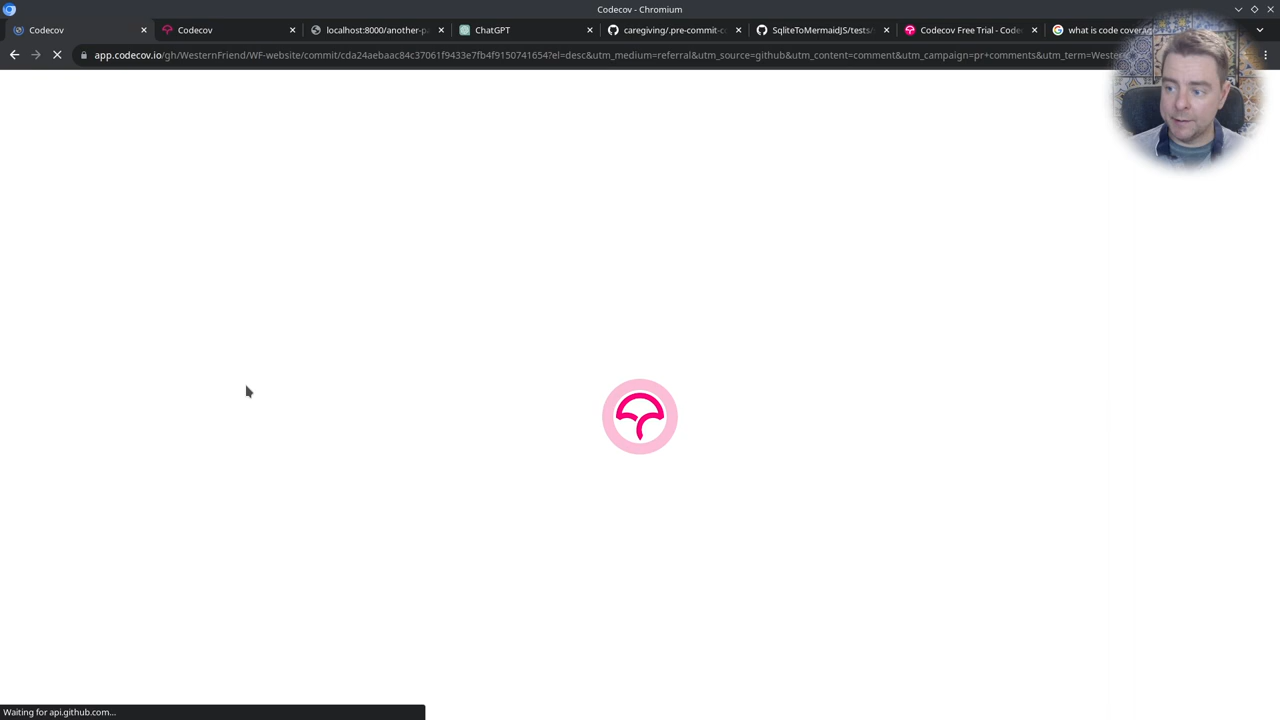 Codecov - Chromium
Codecov
Codecov
localhost:8000/another-p
ChatGPT
caregiving/.pre-commit-c
SqliteToMermaidJS/tests/
Codecov Free Trial - Code
what is code cover
app.codecov.io/gh/WesternFriend/WF-website/commit/cda24aebaac84c37061f9433e7fb4f9150741654?el=desc&utm_medium=referral&utm_source=github&utm_content=comment&utm_campaign=pr+comments&utm_term=Weste
Waiting for api.github.com...